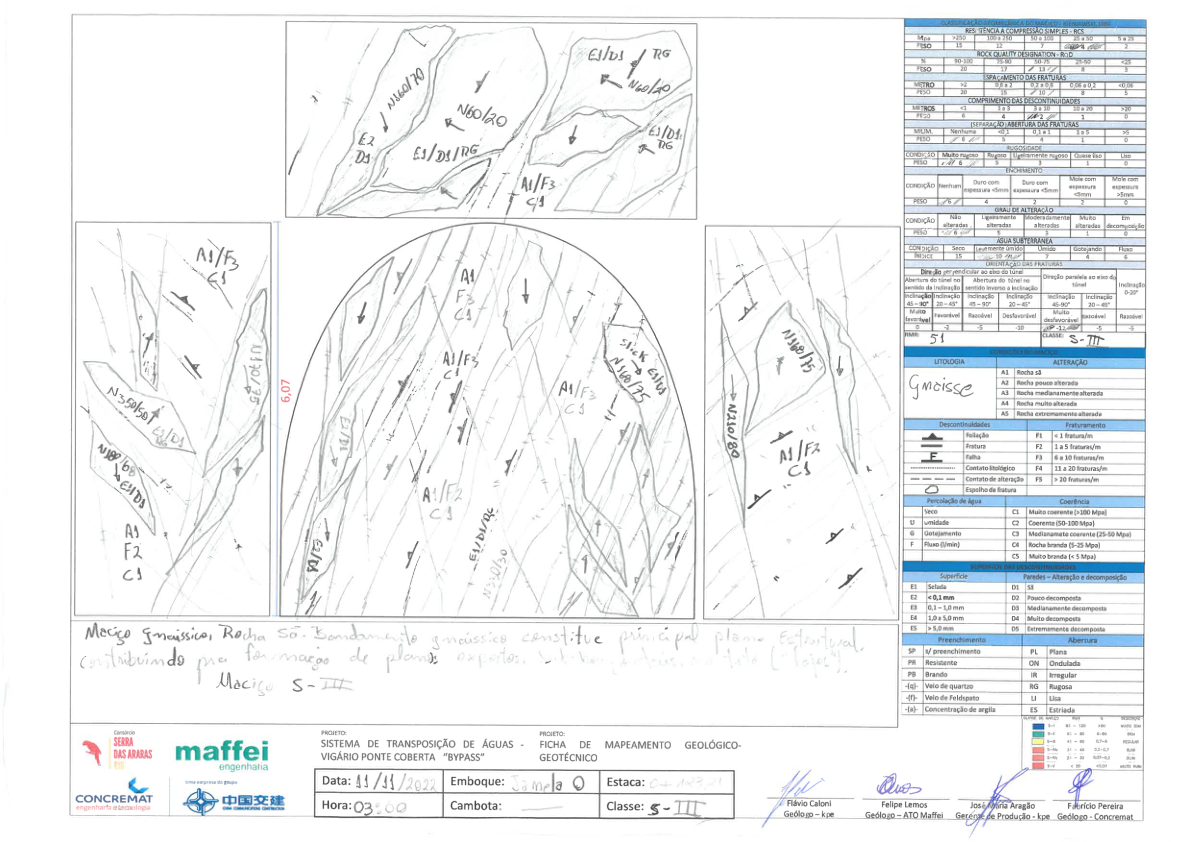 N160/70
E2
D1
N60/20
E1/D1/RG
E1/D1
RG
N60/20
E1/D1
RG
A1/F3
C1
A1/F3
C1
N350/50
E1/D1
E1/D1
A1
F2
C1
6,07
A1
F3
C1
A1/F3
C1
A1/F3
C1
A1/F2
C1
E1/D1
E2/D1
E1/D1/RG
Slick
N160/75
E1/D1
N160/75
N210/80
A1/F2
C1
RESISTÊNCIA A COMPRESSÃO SIMPLES - RCS
Mpa >250 100 a 250 50 a 100 25 a 50 5 a 25
PESO 15 12 7 4 2
ROCK QUALITY DESIGNATION - RQD
% 90-100 75-90 50-75 25-50 <25
PESO 20 17 13 8 3
ESPAÇAMENTO DAS FRATURAS
METRO >2 0,6 a 2 0,2 a 0,6 0,06 a 0,2 <0,06
PESO 20 15 10 8 5
COMPRIMENTO DAS DESCONTINUIDADES
METROS <1 1 a 3 3 a 10 10 a 20 >20
PESO 6 4 2 1 0
(SEPARAÇÃO) ABERTURA DAS FRATURAS
MILIM. Nenhuma <0,1 0,1 a 1 1 a 5 >5
PESO 6 5 4 1 0
RUGOSIDADE
CONDIÇÃO Muito rugoso Rugoso Ligeiramente rugoso Quase liso Liso
PESO 6 5 3 1 0
ENCHIMENTO
CONDIÇÃO Nenhum Duro com espessura <5mm Duro com espessura <5mm Mole com espessura <5mm Mole com espessura >5mm
PESO 6 4 2 2 0
GRAU DE ALTERAÇÃO
CONDIÇÃO Não alteradas Ligeiramente alteradas Moderadamente alteradas Muito alteradas Em decomposição
PESO 6 5 3 1 0
ÁGUA SUBTERRÂNEA
CONDIÇÃO Seco Levemente úmido Úmido Gotejando Fluxo
ÍNDICE 15 10 7 4 6
ORIENTAÇÃO DAS FRATURAS
Direção perpendicular ao eixo do túnel
Direção paralela ao eixo do túnel
Inclinação 0-20°
Abertura do túnel no sentido da inclinação
Abertura do túnel no sentido inverso a inclinação
Inclinação 45 – 90° Inclinação 20 – 45° Inclinação 45 – 90° Inclinação 20 – 45° Inclinação 45-90° Inclinação 20 – 45°
Muito favorável Favorável Razoável Desfavorável Muito desfavorável Razoável Razoável
0 -2 -5 -10 -12 -5 -5
RMR: 51 CLASSE: S-III
LITOLOGIA ALTERAÇÃO
Gnaisse
A1 Rocha sã
A2 Rocha pouco alterada
A3 Rocha medianamente alterada
A4 Rocha muito alterada
A5 Rocha extremamente alterada
Descontinuidades Fraturamento
Foliação F1 < 1 fratura/m
Fratura F2 1 a 5 fraturas/m
F Falha F3 6 a 10 fraturas/m
Contato litológico F4 11 a 20 fraturas/m
Contato de alteração F5 > 20 fraturas/m
Espelho de fratura
Percolação de água Coerência
Seco C1 Muito coerente (>100 Mpa)
U umidade C2 Coerente (50-100 Mpa)
G Gotejamento C3 Medianamete coerente (25-50 Mpa)
F Fluxo (l/min) C4 Rocha branda (5-25 Mpa)
C5 Muito branda (< 5 Mpa)
SUPERFÍCIE DAS DESCONTINUIDADES
Superfície Paredes – Alteração e decomposição
E1 Selada D1 Sã
E2 < 0,1 mm D2 Pouco decomposta
E3 0,1 – 1,0 mm D3 Medianamente decomposta
E4 1,0 a 5,0 mm D4 Muito decomposta
E5 > 5,0 mm D5 Extremamente decomposta
Preenchimento Abertura
SP s/ preenchimento PL Plana
PR Resistente ON Ondulada
PB Brando IR Irregular
-(q)- Veio de quartzo RG Rugosa
-(f)- Veio de Feldspato LI Lisa
-(a)- Concentração de argila ES Estriada
Maciço gnáissico, Rocha Sã. Bandamento gnáissico constitue principal plano Estrutural,
contribuindo pra formação de planos expostos
Maciço S-III
Consórcio
SERRA
DAS ARARAS
maffei
engenharia
CONCREMAT
engenharia e tecnologia
uma empresa do grupo
中国交建
CHINA COMMUNICATIONS CONSTRUCTION
PROJETO:
SISTEMA DE TRANSPOSIÇÃO DE ÁGUAS -
VIGÁRIO PONTE COBERTA "BYPASS"
PROJETO:
FICHA DE MAPEAMENTO GEOLÓGICO-
GEOTÉCNICO
Data: 11/11/2022 Emboque: Janela O Estaca:
Hora: 03:00 Cambota: Classe: S-III
Flávio Caloni
Geólogo – kpe
Felipe Lemos
Geólogo – ATO Maffei
José Maria Aragão
Gerente de Produção - kpe
Fabrício Pereira
Geólogo - Concremat